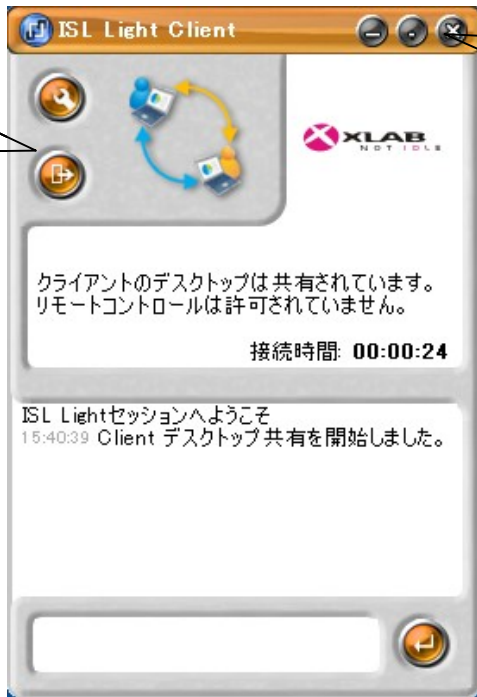 ISL Light Client
XLAB
NOT IDLE
クライアントのデスクトップは共有されています。
リモートコントロールは許可されていません。
接続時間: 00:00:24
ISL Lightセッションへようこそ
15:40:39 Client デスクトップ共有を開始しました。